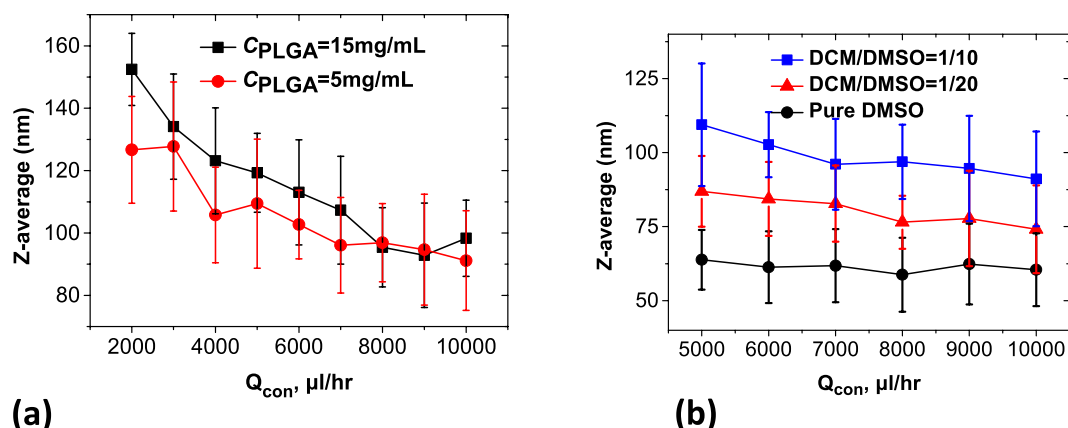 160
140
120
100
80
Z-average (nm)
CPLGA=15mg/mL
CPLGA=5mg/mL
2000 4000 6000 8000 10000
Qcon, µl/hr
(a)
125
100
75
50
Z-average (nm)
DCM/DMSO=1/10
DCM/DMSO=1/20
Pure DMSO
5000 6000 7000 8000 9000 10000
Qcon, µl/hr
(b)